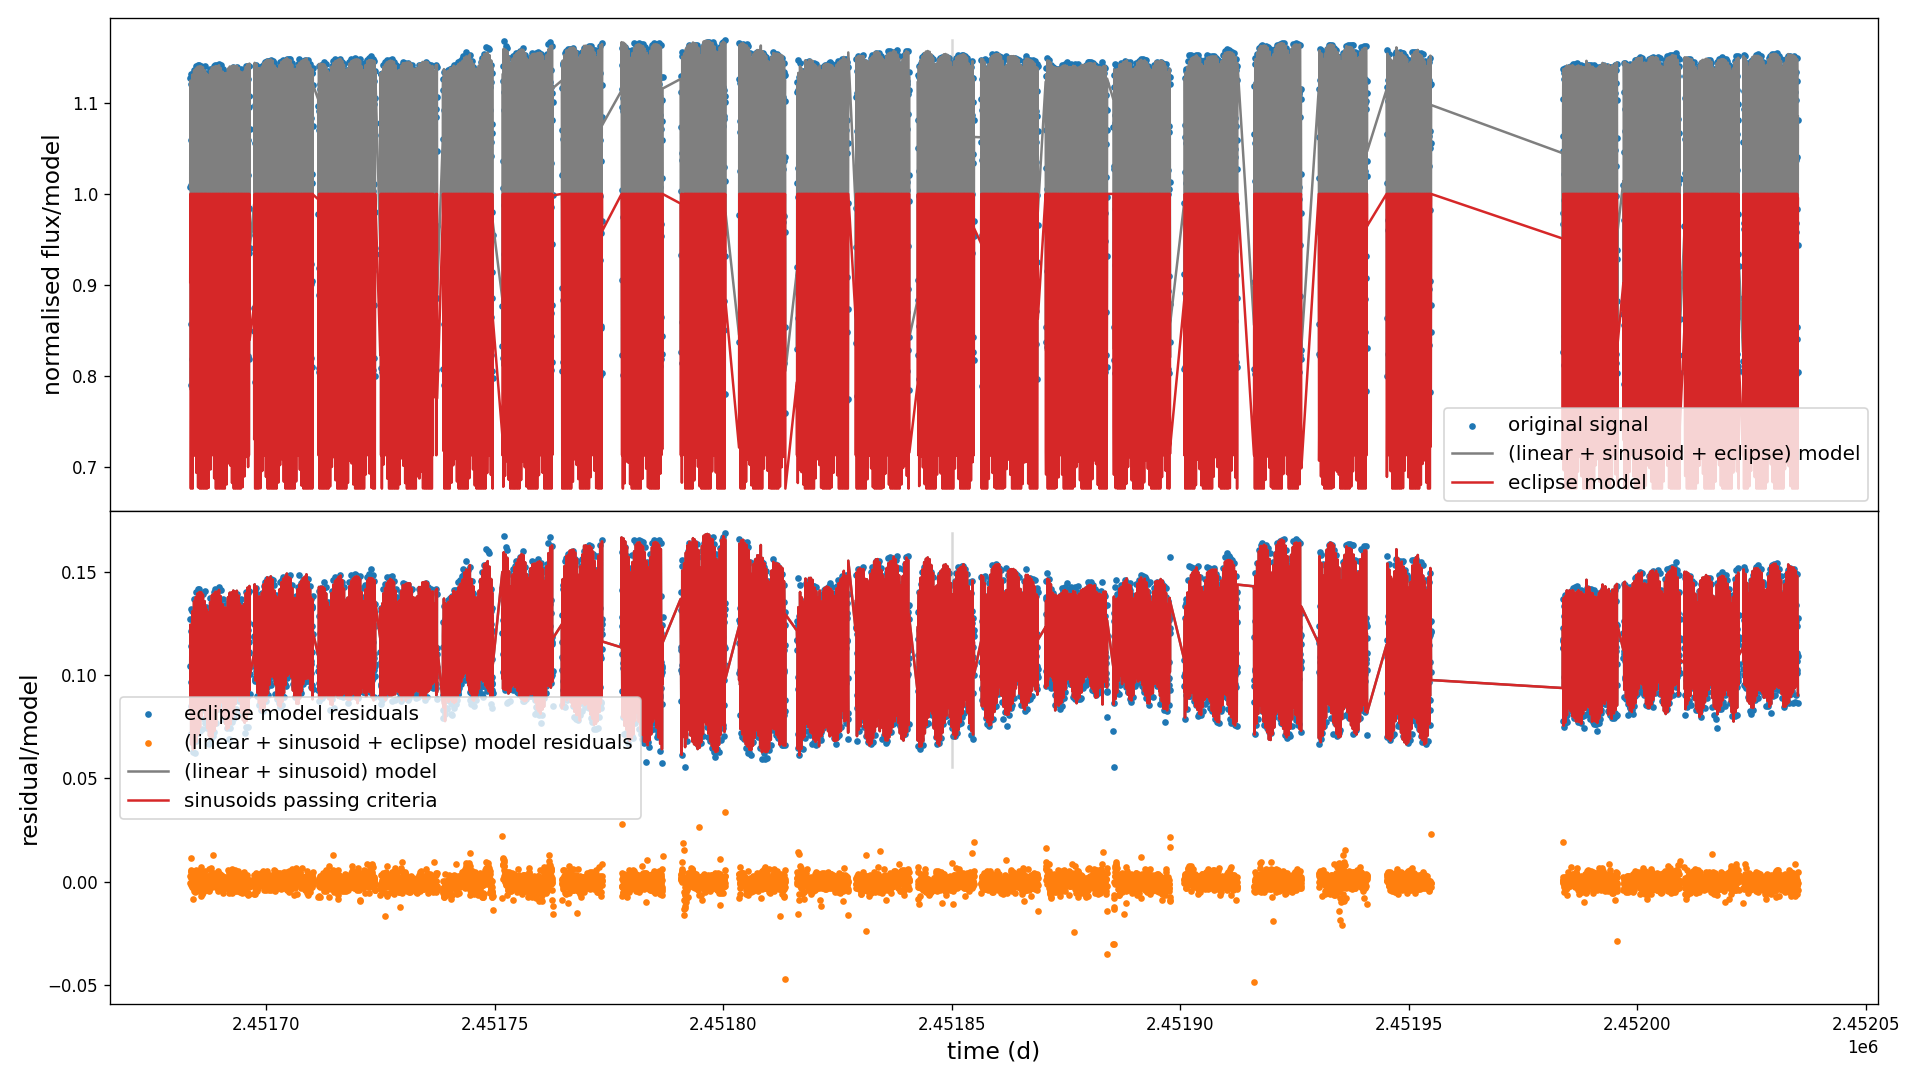 normalised flux/model
1.1
1.0
0.9
0.8
0.7
original signal
(linear + sinusoid + eclipse) model
eclipse model
residual/model
0.15
0.10
0.05
0.00
−0.05
eclipse model residuals
(linear + sinusoid + eclipse) model residuals
(linear + sinusoid) model
sinusoids passing criteria
2.45170
2.45175
2.45180
2.45185
2.45190
2.45195
2.45200
2.45205
1e6
time (d)